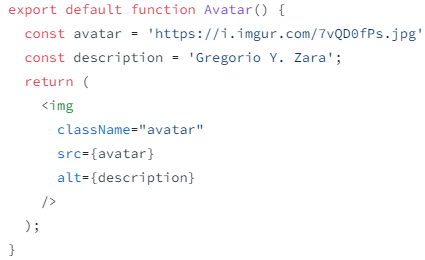 export default function Avatar() {
  const avatar = 'https://i.imgur.com/7vQD0fPs.jpg'
  const description = 'Gregorio Y. Zara';
  return (
    <img
      className="avatar"
      src={avatar}
      alt={description}
    />
  );
}